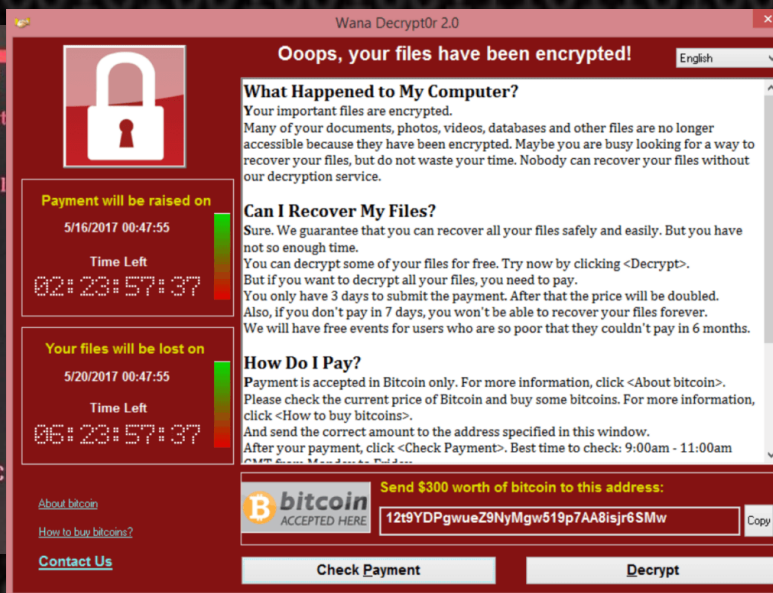 Wana Decrypt0r 2.0
Ooops, your files have been encrypted!
English
What Happened to My Computer?
Your important files are encrypted.
Many of your documents, photos, videos, databases and other files are no longer
accessible because they have been encrypted. Maybe you are busy looking for a way to
recover your files, but do not waste your time. Nobody can recover your files without
our decryption service.
Can I Recover My Files?
Sure. We guarantee that you can recover all your files safely and easily. But you have
not so enough time.
You can decrypt some of your files for free. Try now by clicking <Decrypt>.
But if you want to decrypt all your files, you need to pay.
You only have 3 days to submit the payment. After that the price will be doubled.
Also, if you don't pay in 7 days, you won't be able to recover your files forever.
We will have free events for users who are so poor that they couldn't pay in 6 months.
How Do I Pay?
Payment is accepted in Bitcoin only. For more information, click <About bitcoin>.
Please check the current price of Bitcoin and buy some bitcoins. For more information,
click <How to buy bitcoins>.
And send the correct amount to the address specified in this window.
After your payment, click <Check Payment>. Best time to check: 9:00am - 11:00am
GMT from Monday to Friday
Payment will be raised on
5/16/2017 00:47:55
Time Left
02:23:57:37
Your files will be lost on
5/20/2017 00:47:55
Time Left
06:23:57:37
About bitcoin
How to buy bitcoins?
Contact Us
bitcoin
ACCEPTED HERE
Send $300 worth of bitcoin to this address:
12t9YDPgwueZ9NyMgw519p7AA8isjr6SMw
Copy
Check Payment
Decrypt